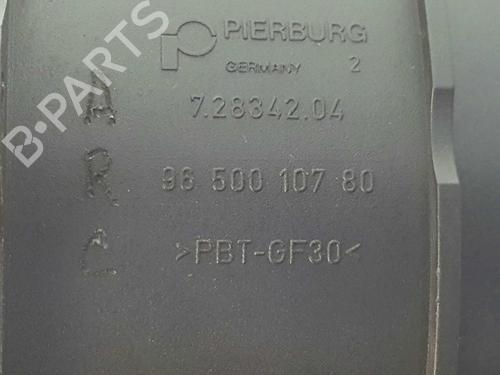 PIERBURG
GERMANY 2
7.28342.04
96 500 107 80
>PBT-GF30<
A
R
C
B-PARTS